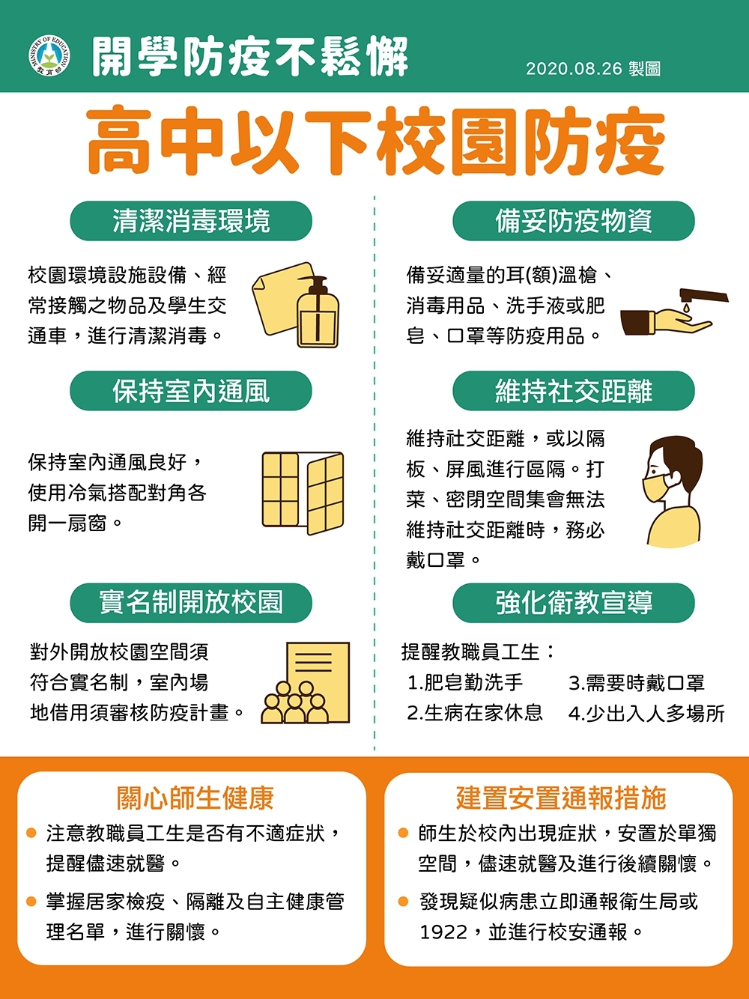 MINISTRY OF EDUCATION
教育部
開學防疫不鬆懈
2020.08.26 製圖
高中以下校園防疫
清潔消毒環境
校園環境設施設備、經
常接觸之物品及學生交
通車，進行清潔消毒。
備妥防疫物資
備妥適量的耳(額)溫槍、
消毒用品、洗手液或肥
皂、口罩等防疫用品。
保持室內通風
保持室內通風良好，
使用冷氣搭配對角各
開一扇窗。
維持社交距離
維持社交距離，或以隔
板、屏風進行區隔。打
菜、密閉空間集會無法
維持社交距離時，務必
戴口罩。
實名制開放校園
對外開放校園空間須
符合實名制，室內場
地借用須審核防疫計畫。
強化衛教宣導
提醒教職員工生：
1.肥皂勤洗手
2.生病在家休息
3.需要時戴口罩
4.少出入人多場所
關心師生健康
注意教職員工生是否有不適症狀，
提醒儘速就醫。
掌握居家檢疫、隔離及自主健康管
理名單，進行關懷。
建置安置通報措施
師生於校內出現症狀，安置於單獨
空間，儘速就醫及進行後續關懷。
發現疑似病患立即通報衛生局或
1922，並進行校安通報。